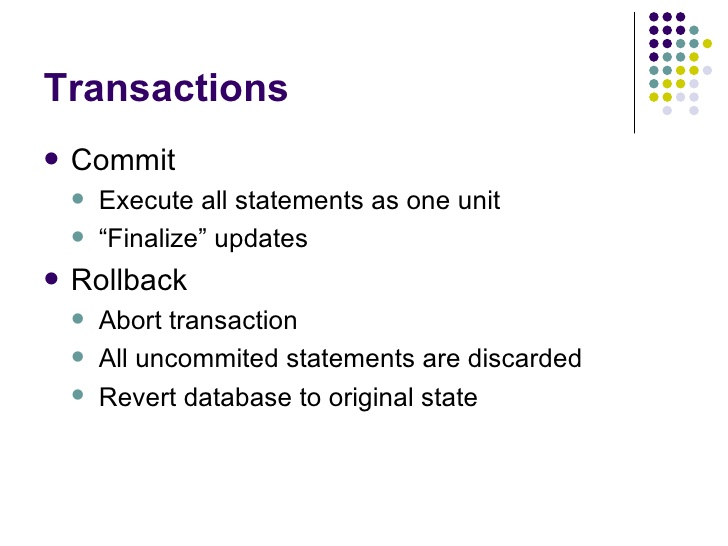 Transactions
Commit
Execute all statements as one unit
“Finalize” updates
Rollback
Abort transaction
All uncommited statements are discarded
Revert database to original state